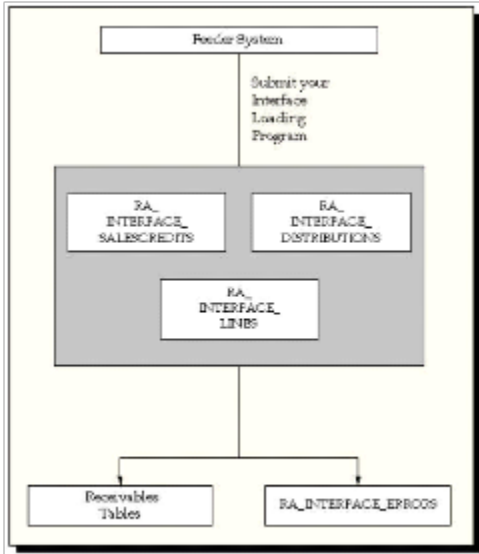 Feeder System
Submit your
Interface
Loading
Program
RA_
INTERFACE_
SALESCREDITS
RA_
INTERFACE_
DISTRIBUTIONS
RA_
INTERFACE_
LINES
Receivables
Tables
RA_INTERFACE_ERRORS